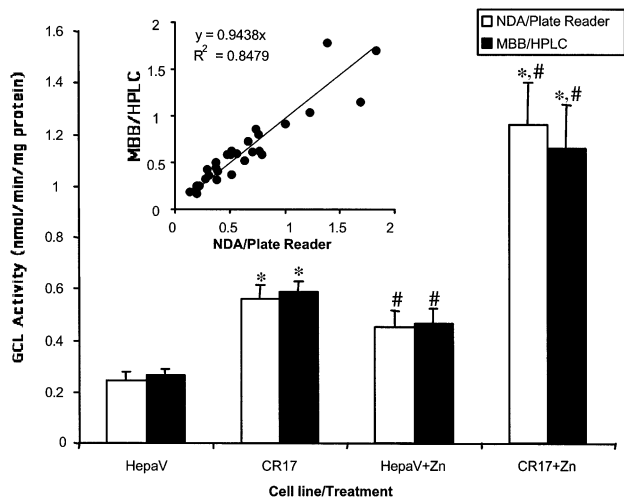 NDA/Plate Reader
MBB/HPLC
y = 0.9438x
R² = 0.8479
MBB/HPLC
2
1.5
1
0.5
0
0 0.5 1 1.5 2
NDA/Plate Reader
GCL Activity (nmol/min/mg protein)
1.6
1.4
1.2
1
0.8
0.6
0.4
0.2
0
* *
# #
*,# *,#
HepaV CR17 HepaV+Zn CR17+Zn
Cell line/Treatment